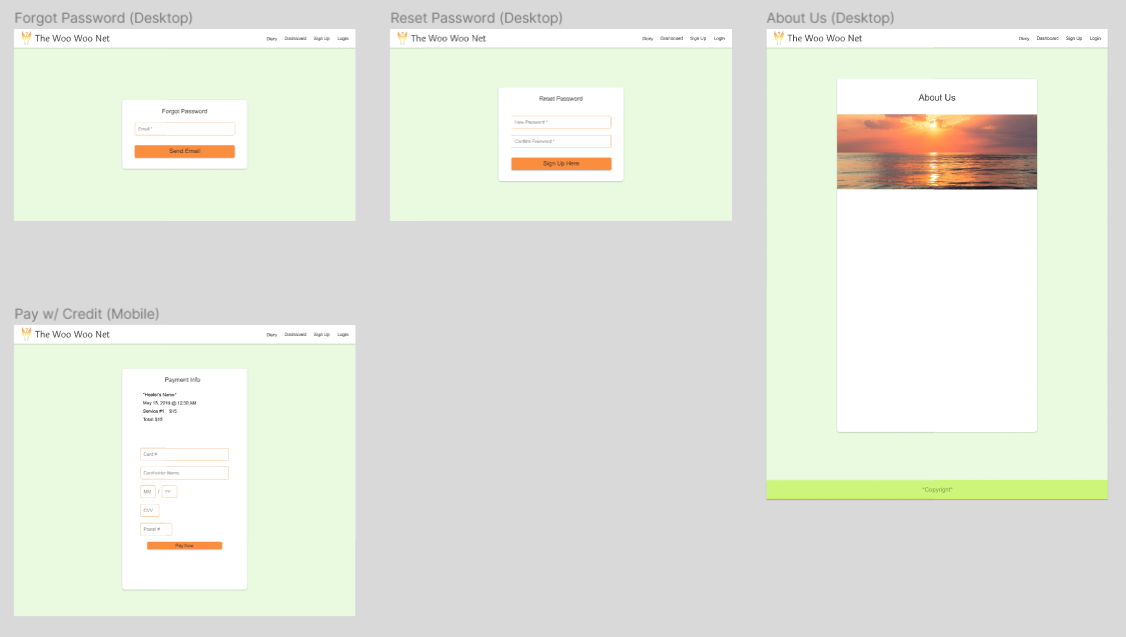 Forgot Password (Desktop)
The Woo Woo Net
Diary Dashboard Sign Up Login
Forgot Password
Email *
Send Email
Reset Password (Desktop)
The Woo Woo Net
Diary Dashboard Sign Up Login
Reset Password
New Password *
Confirm Password *
Sign Up Here
About Us (Desktop)
The Woo Woo Net
Diary Dashboard Sign Up Login
About Us
"Copyright"
Pay w/ Credit (Mobile)
The Woo Woo Net
Diary Dashboard Sign Up Login
Payment Info
"Healer's Name"
May 15, 2019 @ 12:30 AM
Service #1 $15
Total: $15
Card #
Cardholder Name
/
CVV
Postal #
Pay Now